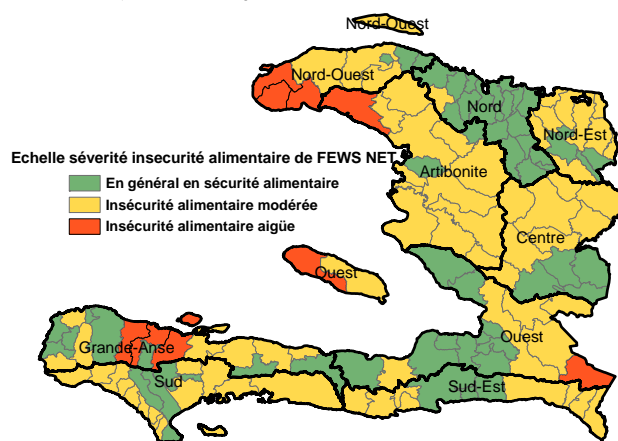 Nord-Ouest
Nord-Ouest
Nord
Nord-Est
Echelle séverité insecurité alimentaire de FEWS NET
En général en sécurité alimentaire
Artibonite
Insécurité alimentaire modérée
Insécurité alimentaire aigüe
Centre
Ouest
Ouest
Grande-Anse
Sud
Sud-Est